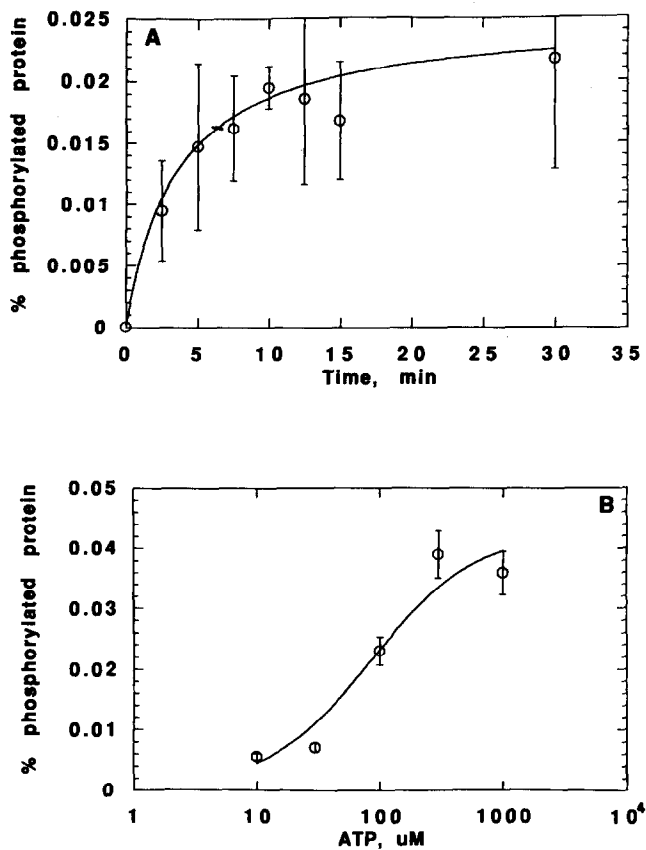 A
% phosphorylated protein
0.025
0.02
0.015
0.01
0.005
0
0 5 10 15 20 25 30 35
Time, min
B
% phosphorylated protein
0.05
0.04
0.03
0.02
0.01
0
1 10 100 1000 10⁴
ATP, uM